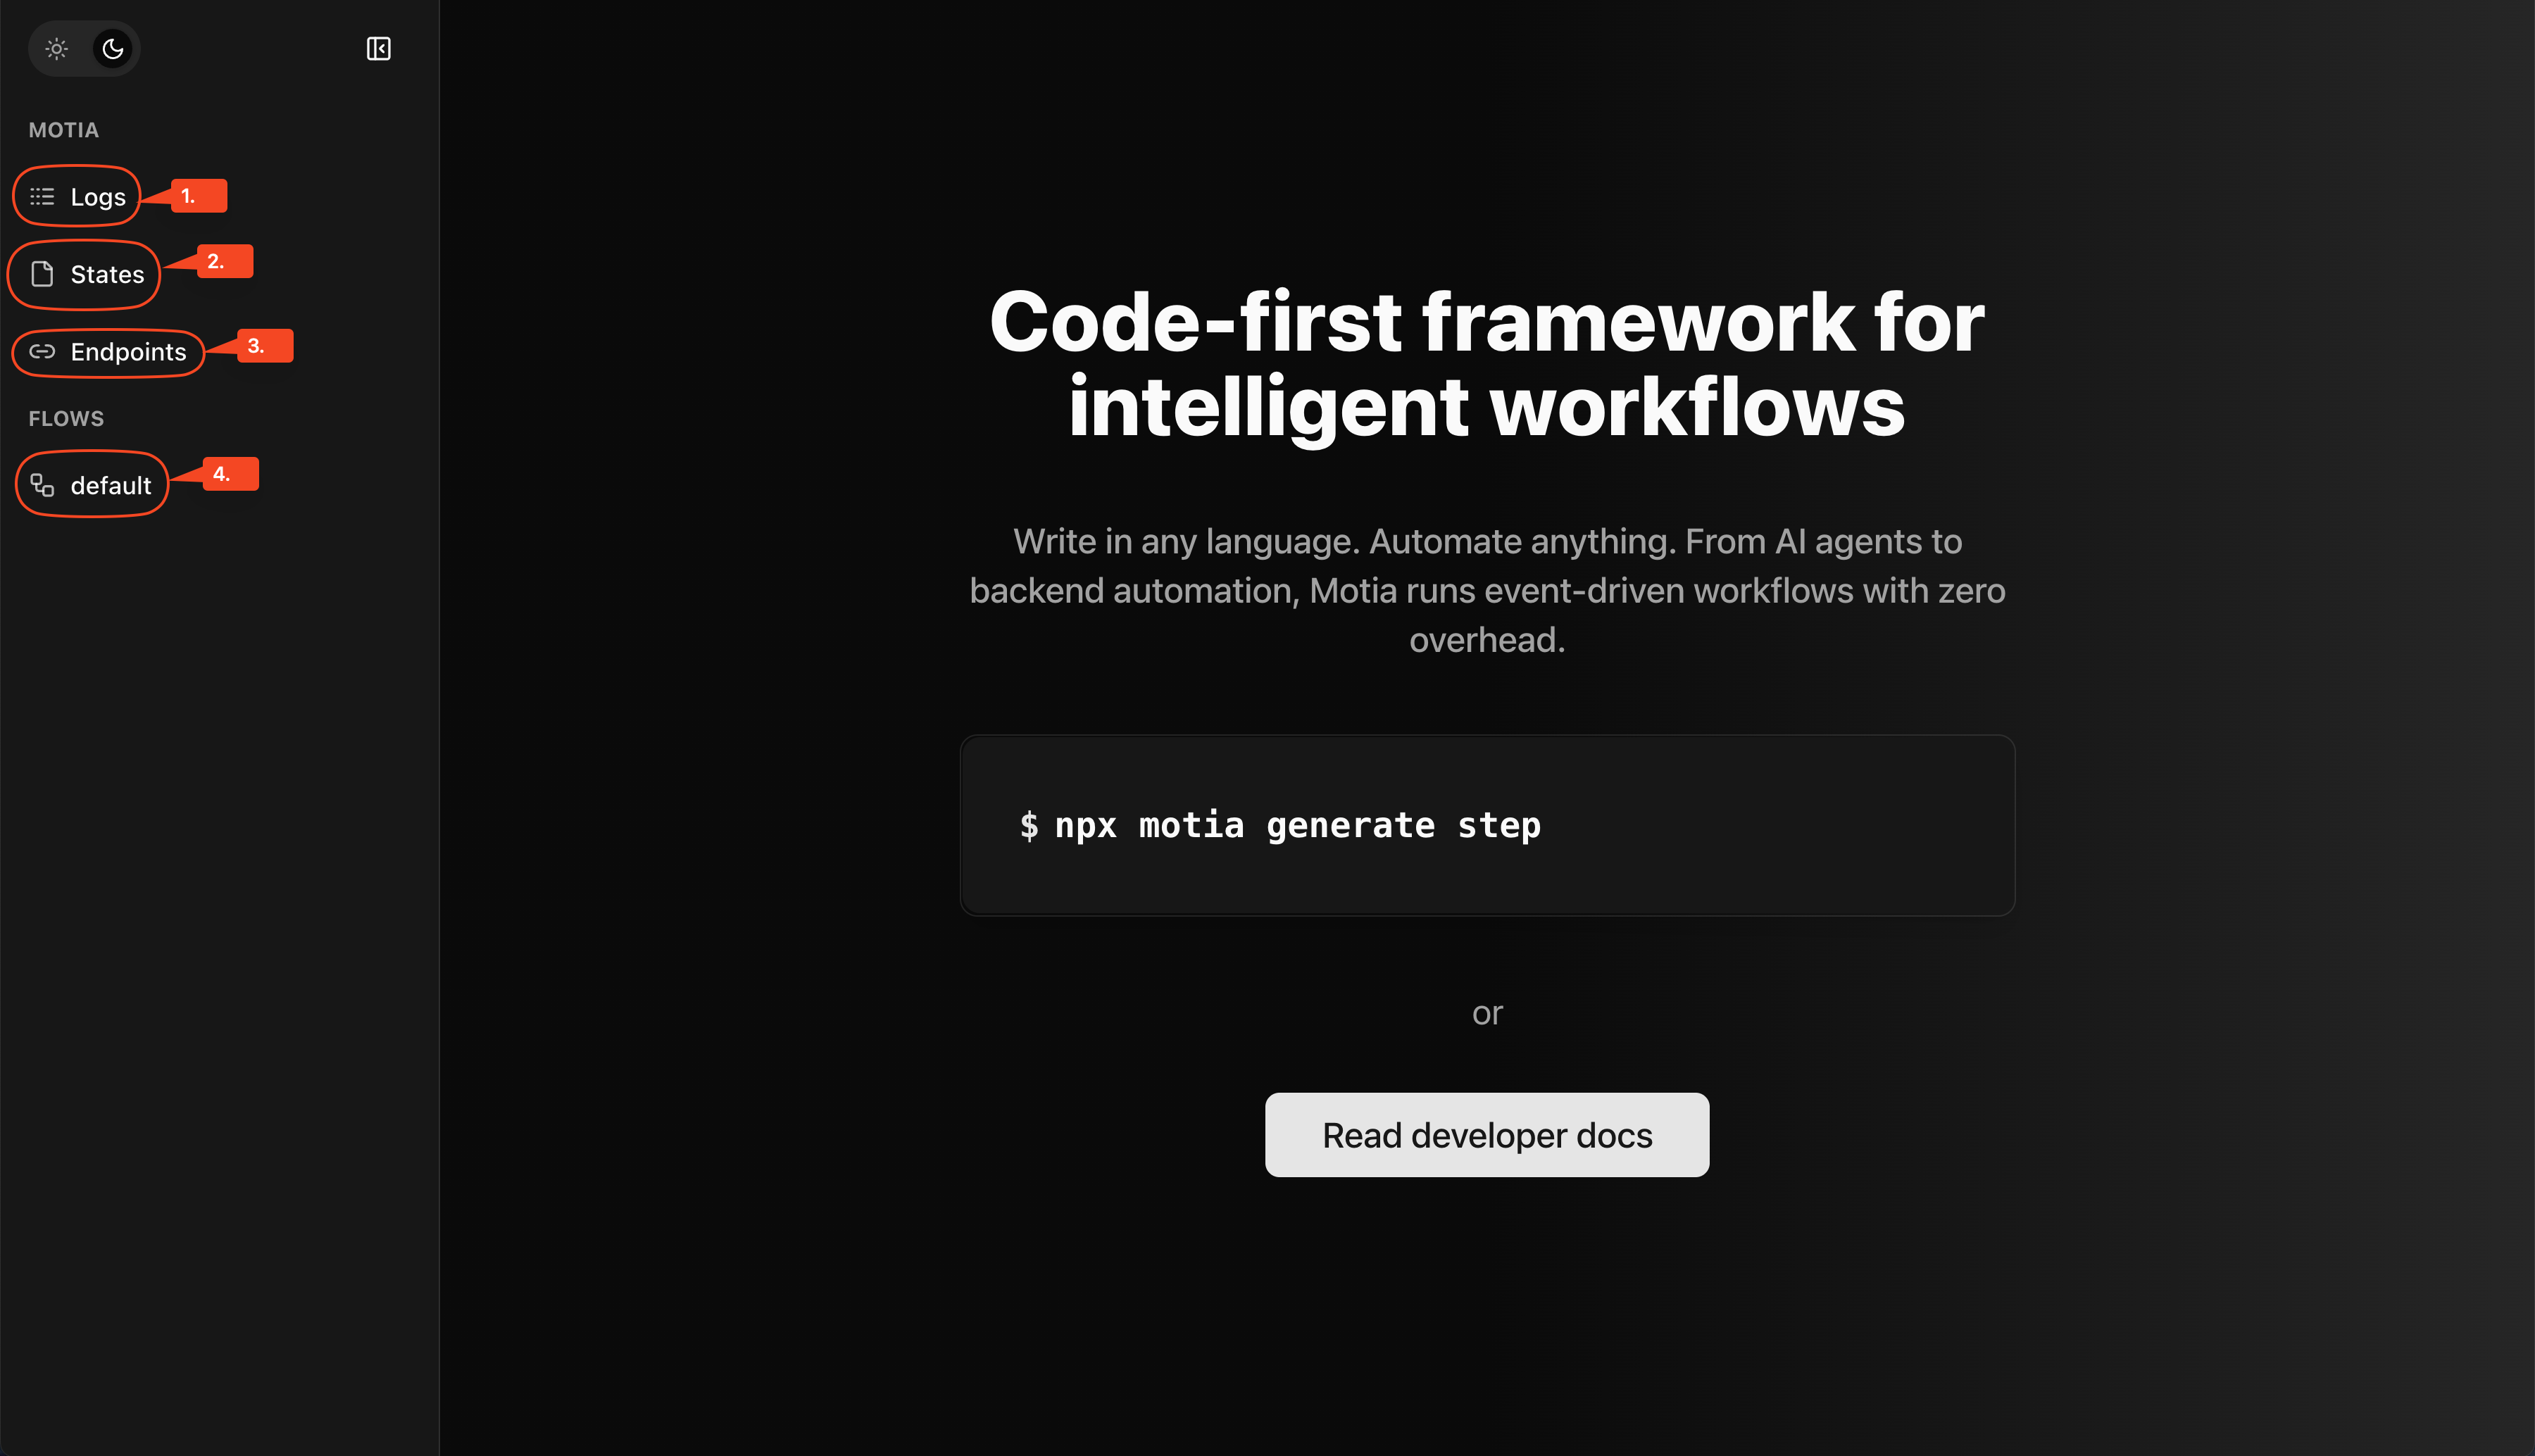 MOTIA
Logs
1.
States
2.
Endpoints
3.
FLOWS
default
4.
Code-first framework for
intelligent workflows
Write in any language. Automate anything. From AI agents to
backend automation, Motia runs event-driven workflows with zero
overhead.
$ npx motia generate step
or
Read developer docs